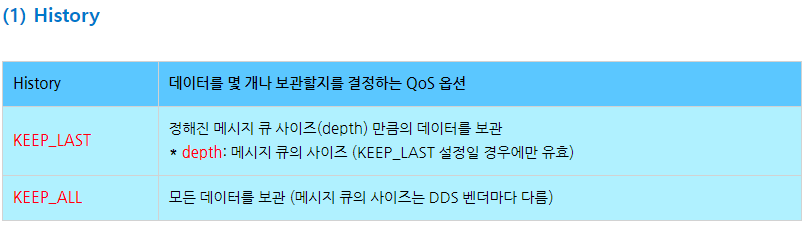 (1) History
History
데이터를 몇 개나 보관할지를 결정하는 QoS 옵션
KEEP_LAST
정해진 메시지 큐 사이즈(depth) 만큼의 데이터를 보관
* depth: 메시지 큐의 사이즈 (KEEP_LAST 설정일 경우에만 유효)
KEEP_ALL
모든 데이터를 보관 (메시지 큐의 사이즈는 DDS 벤더마다 다름)